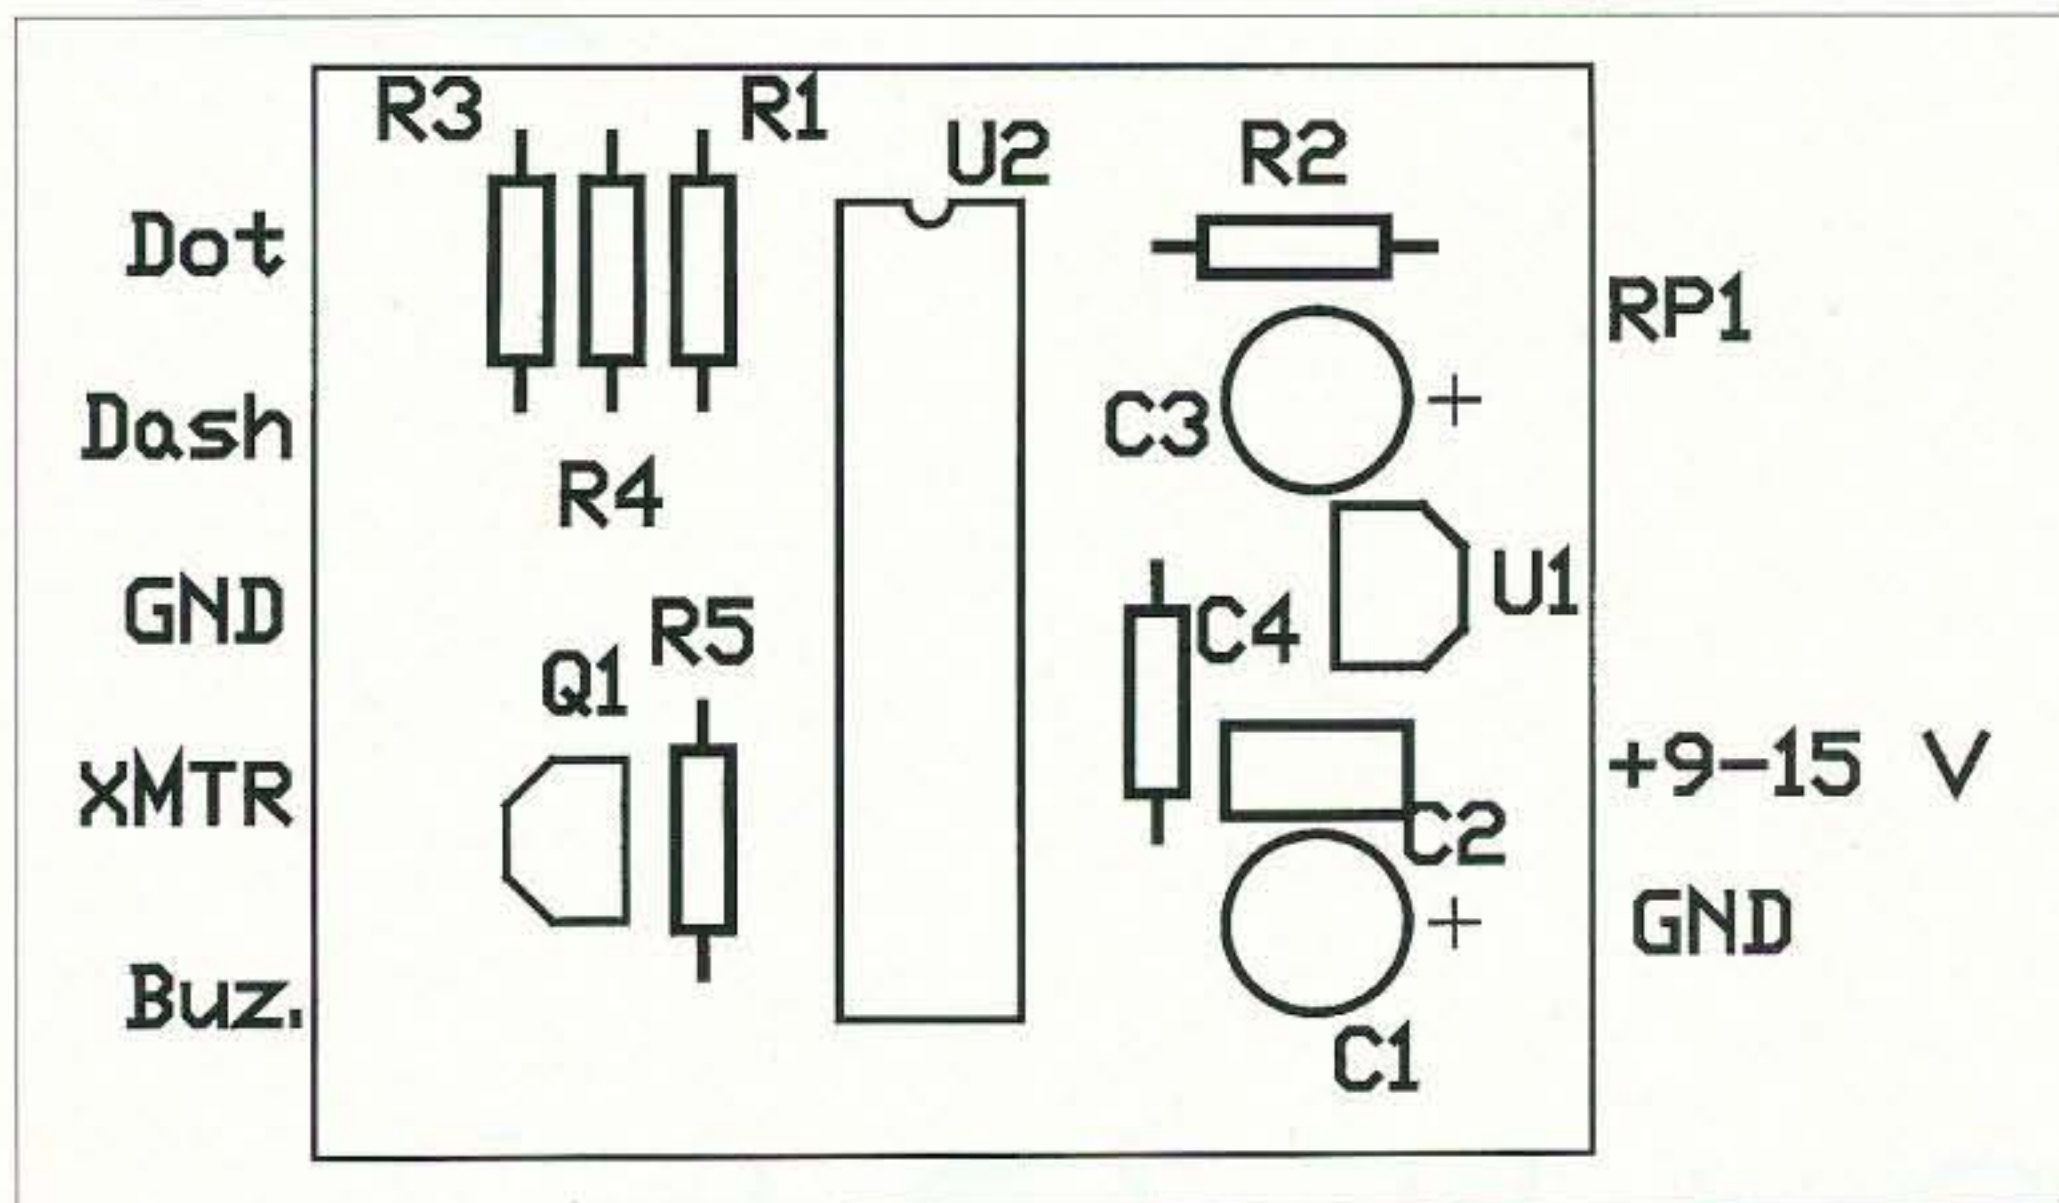 R3
R1
U2
R2
Dot
RP1
Dash
C3
R4
GND
R5
C4
U1
Q1
XMTR
+9-15 V
C2
GND
Buz.
C1